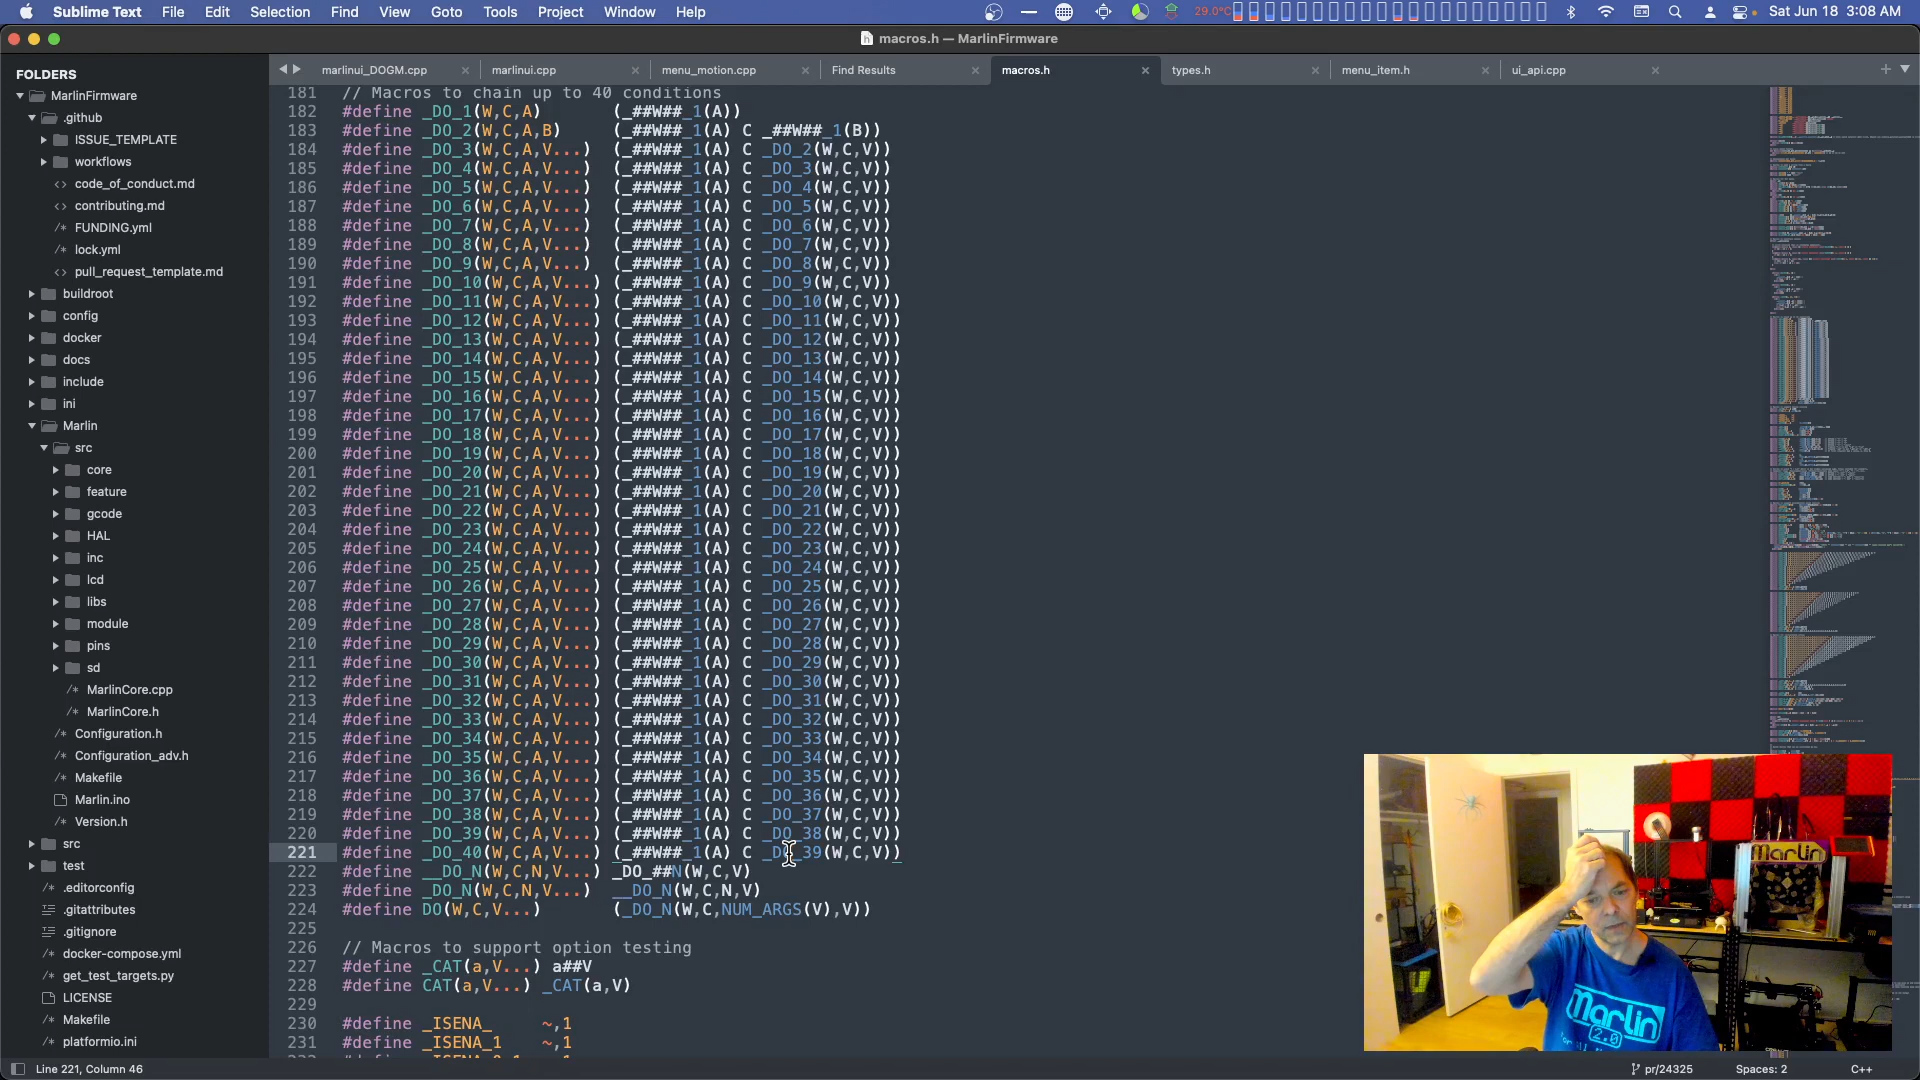 Sublime Text File Edit Selection Find View Goto Tools Project Window Help
29.0°C
Sat Jun 18 3:08 AM
macros.h — MarlinFirmware
FOLDERS
MarlinFirmware
.github
ISSUE_TEMPLATE
workflows
<> code_of_conduct.md
<> contributing.md
/* FUNDING.yml
/* lock.yml
<> pull_request_template.md
buildroot
config
docker
docs
include
ini
Marlin
src
core
feature
gcode
HAL
inc
lcd
libs
module
pins
sd
/* MarlinCore.cpp
/* MarlinCore.h
/* Configuration.h
/* Configuration_adv.h
/* Makefile
Marlin.ino
/* Version.h
src
test
/* .editorconfig
.gitattributes
.gitignore
/* docker-compose.yml
/* get_test_targets.py
LICENSE
/* Makefile
/* platformio.ini
marlinui_DOGM.cpp marlinui.cpp menu_motion.cpp Find Results macros.h types.h menu_item.h ui_api.cpp
181 // Macros to chain up to 40 conditions
182 #define _DO_1(W,C,A) (_##W##_1(A))
183 #define _DO_2(W,C,A,B) (_##W##_1(A) C _##W##_1(B))
184 #define _DO_3(W,C,A,V...) (_##W##_1(A) C _DO_2(W,C,V))
185 #define _DO_4(W,C,A,V...) (_##W##_1(A) C _DO_3(W,C,V))
186 #define _DO_5(W,C,A,V...) (_##W##_1(A) C _DO_4(W,C,V))
187 #define _DO_6(W,C,A,V...) (_##W##_1(A) C _DO_5(W,C,V))
188 #define _DO_7(W,C,A,V...) (_##W##_1(A) C _DO_6(W,C,V))
189 #define _DO_8(W,C,A,V...) (_##W##_1(A) C _DO_7(W,C,V))
190 #define _DO_9(W,C,A,V...) (_##W##_1(A) C _DO_8(W,C,V))
191 #define _DO_10(W,C,A,V...) (_##W##_1(A) C _DO_9(W,C,V))
192 #define _DO_11(W,C,A,V...) (_##W##_1(A) C _DO_10(W,C,V))
193 #define _DO_12(W,C,A,V...) (_##W##_1(A) C _DO_11(W,C,V))
194 #define _DO_13(W,C,A,V...) (_##W##_1(A) C _DO_12(W,C,V))
195 #define _DO_14(W,C,A,V...) (_##W##_1(A) C _DO_13(W,C,V))
196 #define _DO_15(W,C,A,V...) (_##W##_1(A) C _DO_14(W,C,V))
197 #define _DO_16(W,C,A,V...) (_##W##_1(A) C _DO_15(W,C,V))
198 #define _DO_17(W,C,A,V...) (_##W##_1(A) C _DO_16(W,C,V))
199 #define _DO_18(W,C,A,V...) (_##W##_1(A) C _DO_17(W,C,V))
200 #define _DO_19(W,C,A,V...) (_##W##_1(A) C _DO_18(W,C,V))
201 #define _DO_20(W,C,A,V...) (_##W##_1(A) C _DO_19(W,C,V))
202 #define _DO_21(W,C,A,V...) (_##W##_1(A) C _DO_20(W,C,V))
203 #define _DO_22(W,C,A,V...) (_##W##_1(A) C _DO_21(W,C,V))
204 #define _DO_23(W,C,A,V...) (_##W##_1(A) C _DO_22(W,C,V))
205 #define _DO_24(W,C,A,V...) (_##W##_1(A) C _DO_23(W,C,V))
206 #define _DO_25(W,C,A,V...) (_##W##_1(A) C _DO_24(W,C,V))
207 #define _DO_26(W,C,A,V...) (_##W##_1(A) C _DO_25(W,C,V))
208 #define _DO_27(W,C,A,V...) (_##W##_1(A) C _DO_26(W,C,V))
209 #define _DO_28(W,C,A,V...) (_##W##_1(A) C _DO_27(W,C,V))
210 #define _DO_29(W,C,A,V...) (_##W##_1(A) C _DO_28(W,C,V))
211 #define _DO_30(W,C,A,V...) (_##W##_1(A) C _DO_29(W,C,V))
212 #define _DO_31(W,C,A,V...) (_##W##_1(A) C _DO_30(W,C,V))
213 #define _DO_32(W,C,A,V...) (_##W##_1(A) C _DO_31(W,C,V))
214 #define _DO_33(W,C,A,V...) (_##W##_1(A) C _DO_32(W,C,V))
215 #define _DO_34(W,C,A,V...) (_##W##_1(A) C _DO_33(W,C,V))
216 #define _DO_35(W,C,A,V...) (_##W##_1(A) C _DO_34(W,C,V))
217 #define _DO_36(W,C,A,V...) (_##W##_1(A) C _DO_35(W,C,V))
218 #define _DO_37(W,C,A,V...) (_##W##_1(A) C _DO_36(W,C,V))
219 #define _DO_38(W,C,A,V...) (_##W##_1(A) C _DO_37(W,C,V))
220 #define _DO_39(W,C,A,V...) (_##W##_1(A) C _DO_38(W,C,V))
221 #define _DO_40(W,C,A,V...) (_##W##_1(A) C _DO_39(W,C,V))
222 #define __DO_N(W,C,N,V...) _DO_##N(W,C,V)
223 #define _DO_N(W,C,N,V...) __DO_N(W,C,N,V)
224 #define DO(W,C,V...) (_DO_N(W,C,NUM_ARGS(V),V))
225
226 // Macros to support option testing
227 #define _CAT(a,V...) a##V
228 #define CAT(a,V...) _CAT(a,V)
229
230 #define _ISENA_ ~,1
231 #define _ISENA_1 ~,1
Marlin
Marlin
2.0
Line 221, Column 46
pr/24325 Spaces: 2 C++